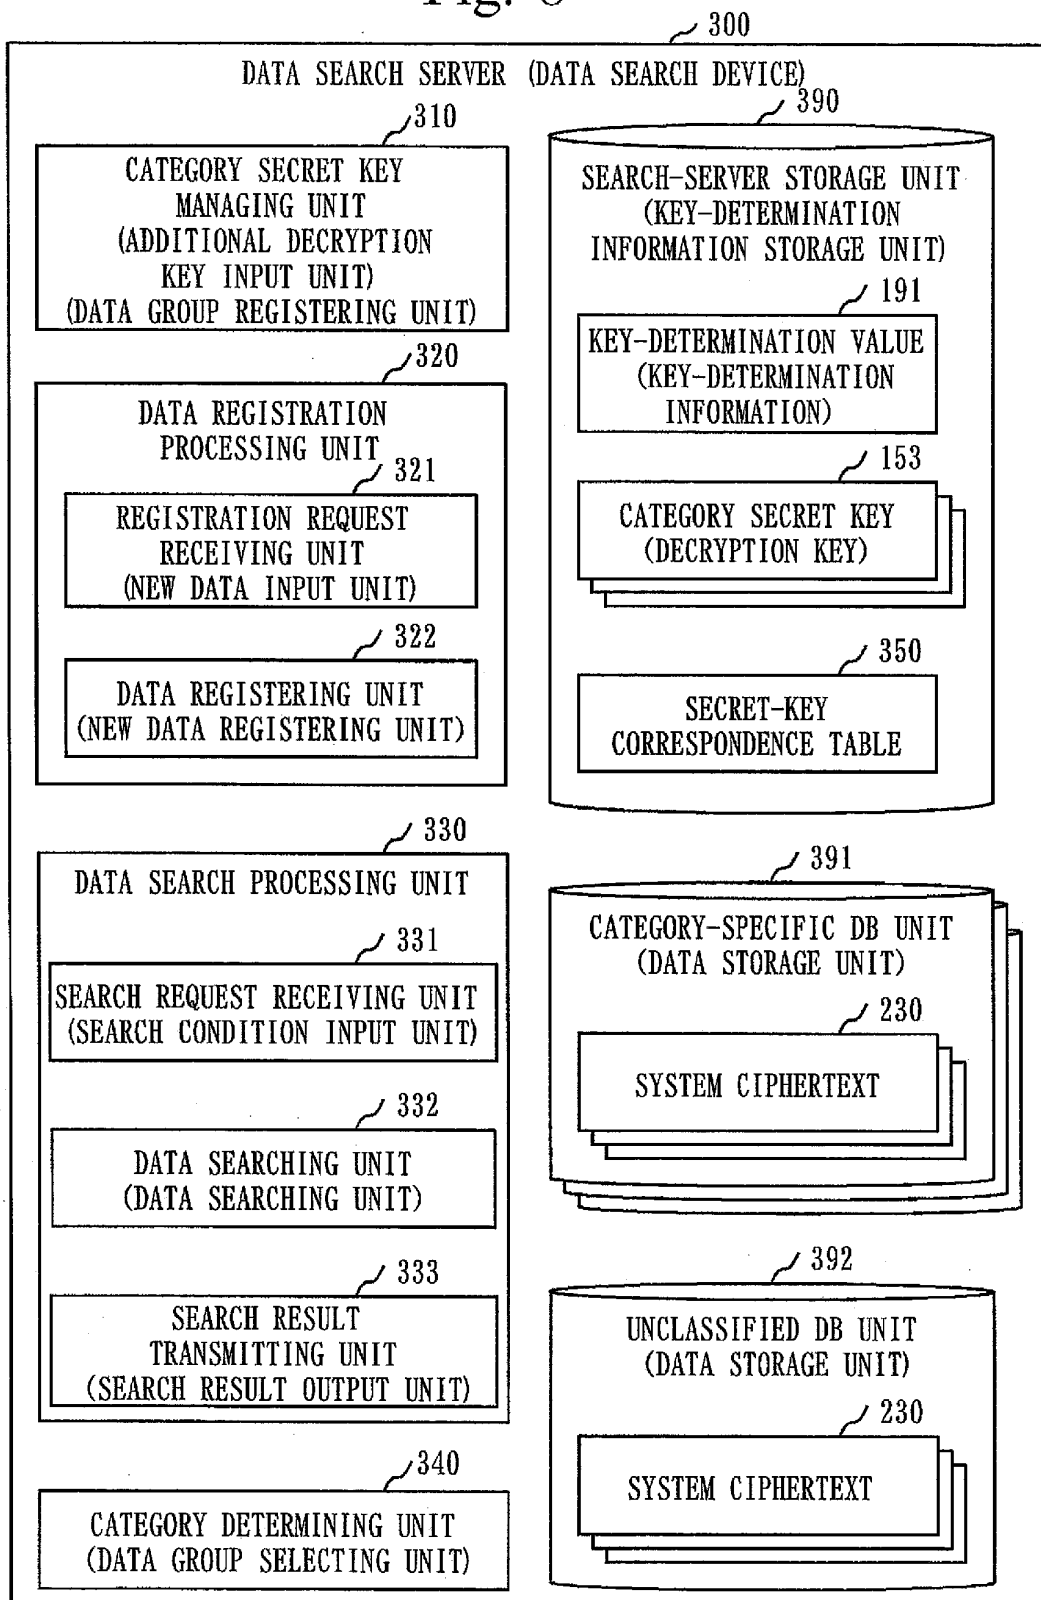 300
DATA SEARCH SERVER (DATA SEARCH DEVICE)
310
CATEGORY SECRET KEY
MANAGING UNIT
(ADDITIONAL DECRYPTION
KEY INPUT UNIT)
(DATA GROUP REGISTERING UNIT)
320
DATA REGISTRATION
PROCESSING UNIT
321
REGISTRATION REQUEST
RECEIVING UNIT
(NEW DATA INPUT UNIT)
322
DATA REGISTERING UNIT
(NEW DATA REGISTERING UNIT)
330
DATA SEARCH PROCESSING UNIT
331
SEARCH REQUEST RECEIVING UNIT
(SEARCH CONDITION INPUT UNIT)
332
DATA SEARCHING UNIT
(DATA SEARCHING UNIT)
333
SEARCH RESULT
TRANSMITTING UNIT
(SEARCH RESULT OUTPUT UNIT)
340
CATEGORY DETERMINING UNIT
(DATA GROUP SELECTING UNIT)
390
SEARCH-SERVER STORAGE UNIT
(KEY-DETERMINATION
INFORMATION STORAGE UNIT)
191
KEY-DETERMINATION VALUE
(KEY-DETERMINATION
INFORMATION)
153
CATEGORY SECRET KEY
(DECRYPTION KEY)
350
SECRET-KEY
CORRESPONDENCE TABLE
391
CATEGORY-SPECIFIC DB UNIT
(DATA STORAGE UNIT)
230
SYSTEM CIPHERTEXT
392
UNCLASSIFIED DB UNIT
(DATA STORAGE UNIT)
230
SYSTEM CIPHERTEXT